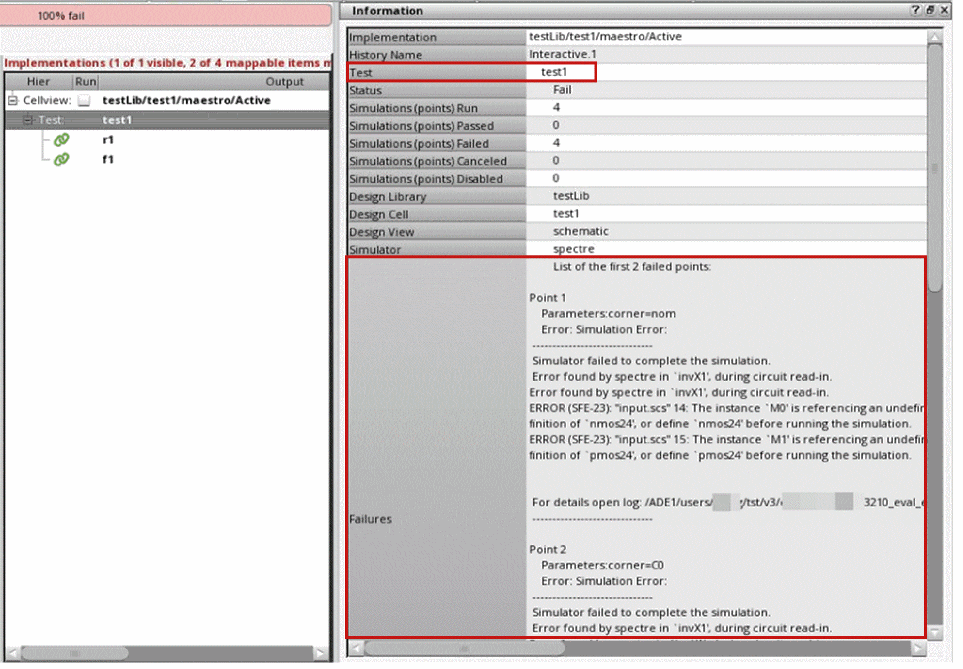 100% fail
Implementations (1 of 1 visible, 2 of 4 mappable items m
Hier Run Output
Cellview: testLib/test1/maestro/Active
Test: test1
r1
f1
Information
Implementation testLib/test1/maestro/Active
History Name Interactive.1
Test test1
Status Fail
Simulations (points) Run 4
Simulations (points) Passed 0
Simulations (points) Failed 4
Simulations (points) Canceled 0
Simulations (points) Disabled 0
Design Library testLib
Design Cell test1
Design View schematic
Simulator spectre
Failures
List of the first 2 failed points:
Point 1
Parameters:corner=nom
Error: Simulation Error:
------------------------------
Simulator failed to complete the simulation.
Error found by spectre in `invX1', during circuit read-in.
Error found by spectre in `invX1', during circuit read-in.
ERROR (SFE-23): "input.scs" 14: The instance `M0' is referencing an undefin
finition of `nmos24', or define `nmos24' before running the simulation.
ERROR (SFE-23): "input.scs" 15: The instance `M1' is referencing an undefin
finition of `pmos24', or define `pmos24' before running the simulation.
For details open log: /ADE1/users/ /tst/v3/ 3210_eval_
------------------------------
Point 2
Parameters:corner=C0
Error: Simulation Error:
------------------------------
Simulator failed to complete the simulation.
Error found by spectre in `invX1', during circuit read-in.